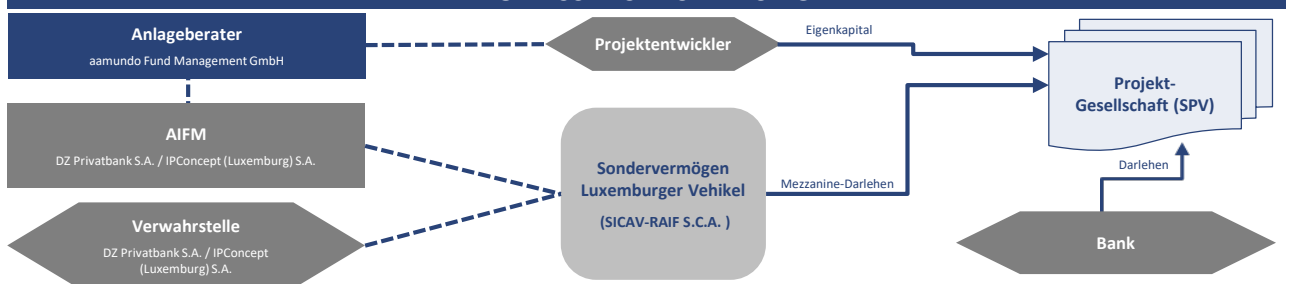 Anlageberater
aamundo Fund Management GmbH
Projektentwickler
Eigenkapital
Projekt-
Gesellschaft (SPV)
AIFM
DZ Privatbank S.A. / IPConcept (Luxemburg) S.A.
Sondervermögen
Luxemburger Vehikel
(SICAV-RAIF S.C.A. )
Mezzanine-Darlehen
Darlehen
Verwahrstelle
DZ Privatbank S.A. / IPConcept
(Luxemburg) S.A.
Bank